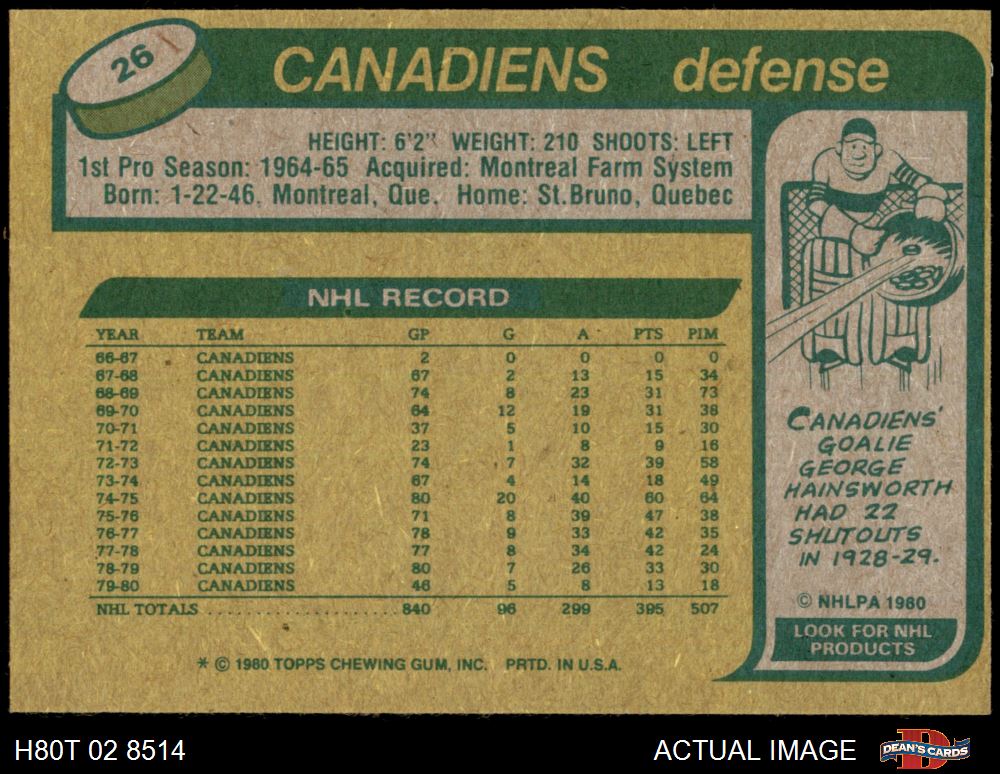 26
CANADIENS defense
HEIGHT: 6'2" WEIGHT: 210 SHOOTS: LEFT
1st Pro Season: 1964-65 Acquired: Montreal Farm System
Born: 1-22-46. Montreal, Que. Home: St.Bruno, Quebec
NHL RECORD
YEAR TEAM GP G A PTS PIM
66-67 CANADIENS 2 0 0 0 0
67-68 CANADIENS 67 2 13 15 34
68-69 CANADIENS 74 8 23 31 73
69-70 CANADIENS 64 12 19 31 38
70-71 CANADIENS 37 5 10 15 30
71-72 CANADIENS 23 1 8 9 16
72-73 CANADIENS 74 7 32 39 58
73-74 CANADIENS 67 4 14 18 49
74-75 CANADIENS 80 20 40 60 64
75-76 CANADIENS 71 8 39 47 38
76-77 CANADIENS 78 9 33 42 35
77-78 CANADIENS 77 8 34 42 24
78-79 CANADIENS 80 7 26 33 30
79-80 CANADIENS 46 5 8 13 18
NHL TOTALS ..................... 840 96 299 395 507
* © 1980 TOPPS CHEWING GUM, INC. PRTD. IN U.S.A.
CANADIENS'
GOALIE
GEORGE
HAINSWORTH
HAD 22
SHUTOUTS
IN 1928-29.
© NHLPA 1980
LOOK FOR NHL
PRODUCTS
H80T 02 8514 ACTUAL IMAGE
DEAN'S CARDS